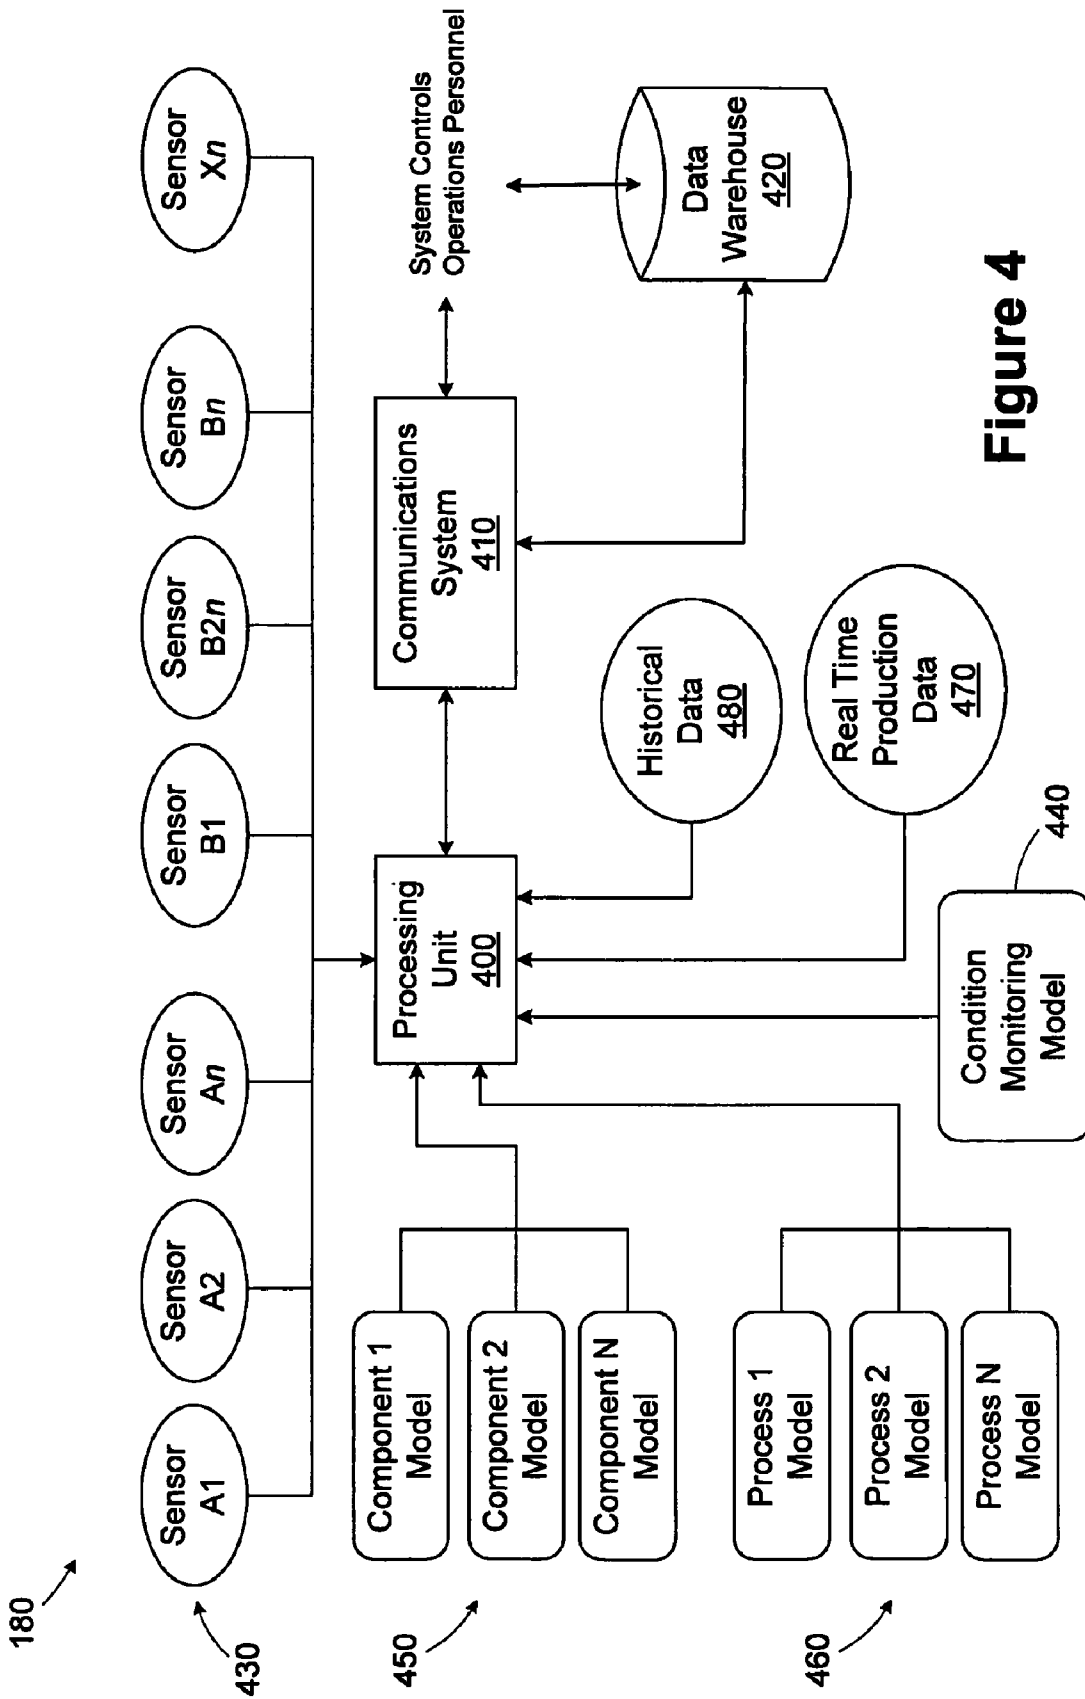 180
430
Sensor
A1
Sensor
A2
Sensor
An
Sensor
B1
Sensor
B2n
Sensor
Bn
Sensor
Xn
450
Component 1
Model
Component 2
Model
Component N
Model
Processing
Unit
400
Communications
System
410
System Controls
Operations Personnel
460
Process 1
Model
Process 2
Model
Process N
Model
Historical
Data
480
Real Time
Production
Data
470
Data
Warehouse
420
Condition
Monitoring
Model
440
Figure 4